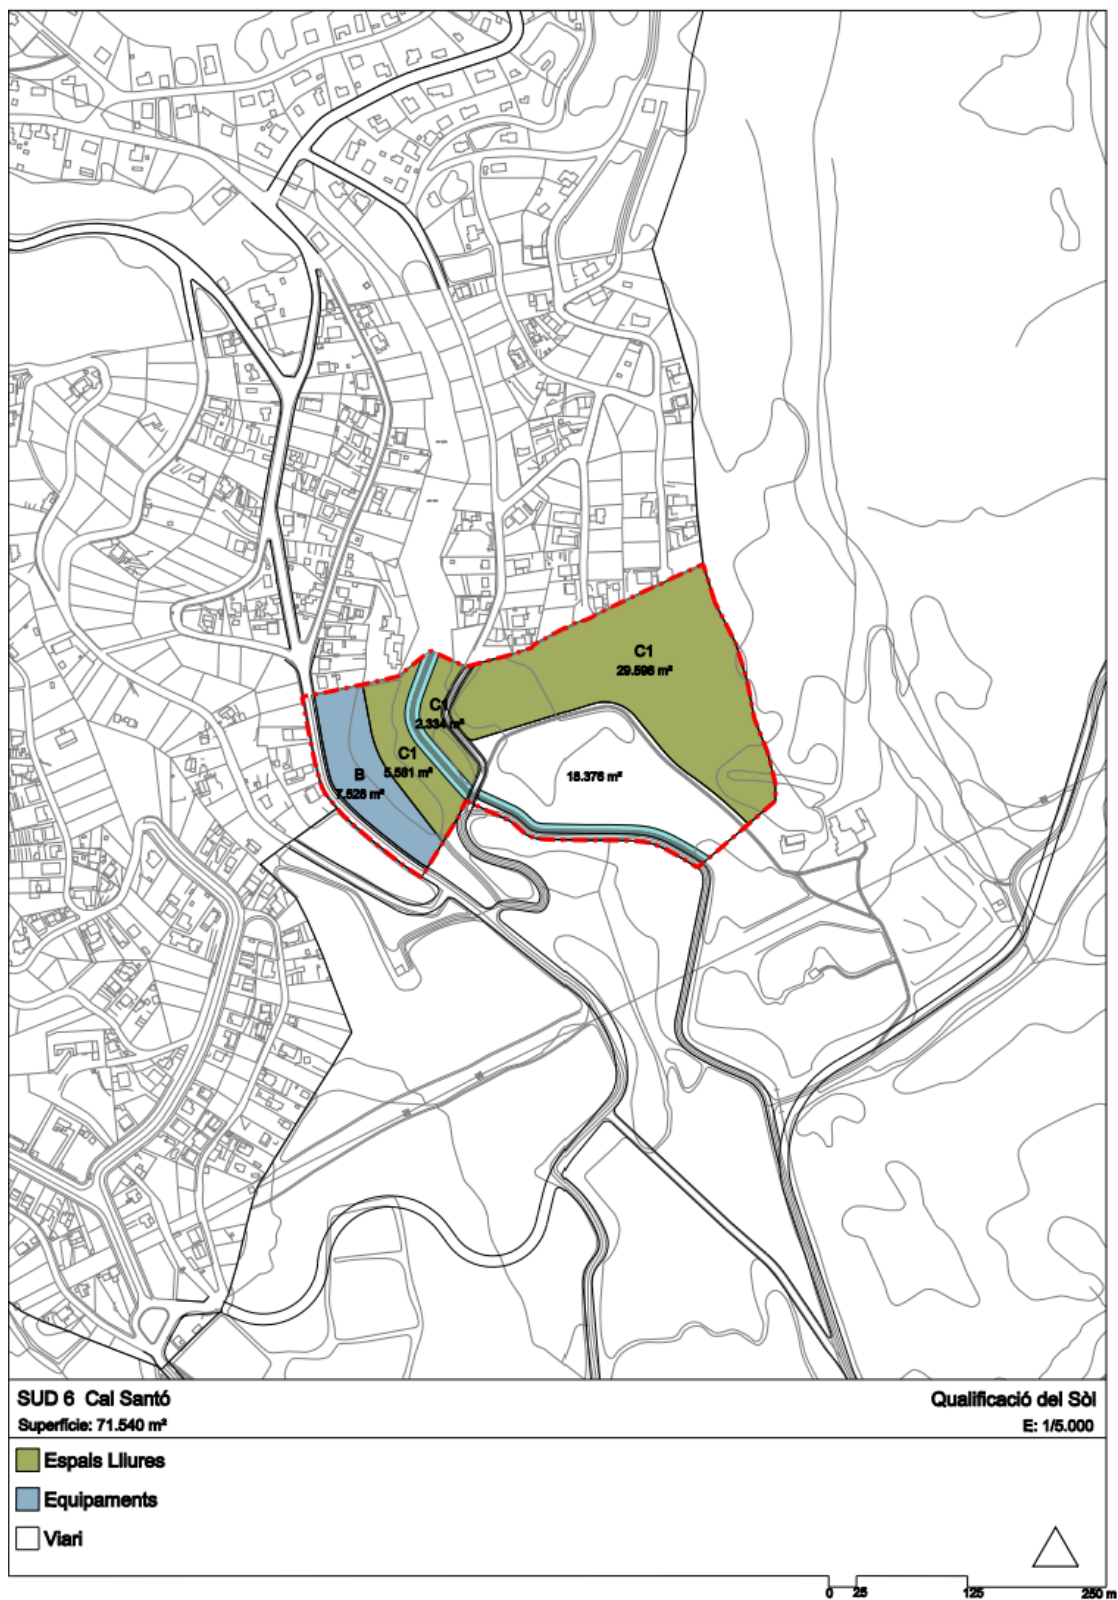 C1
29.596 m²
C1
2.334 m²
C1
5.561 m²
B
7.526 m²
18.376 m²
SUD 6 Cal Santó
Superfície: 71.540 m²
Qualificació del Sòl
E: 1/5.000
Espais Lliures
Equipaments
Viari
0 25 125 250 m